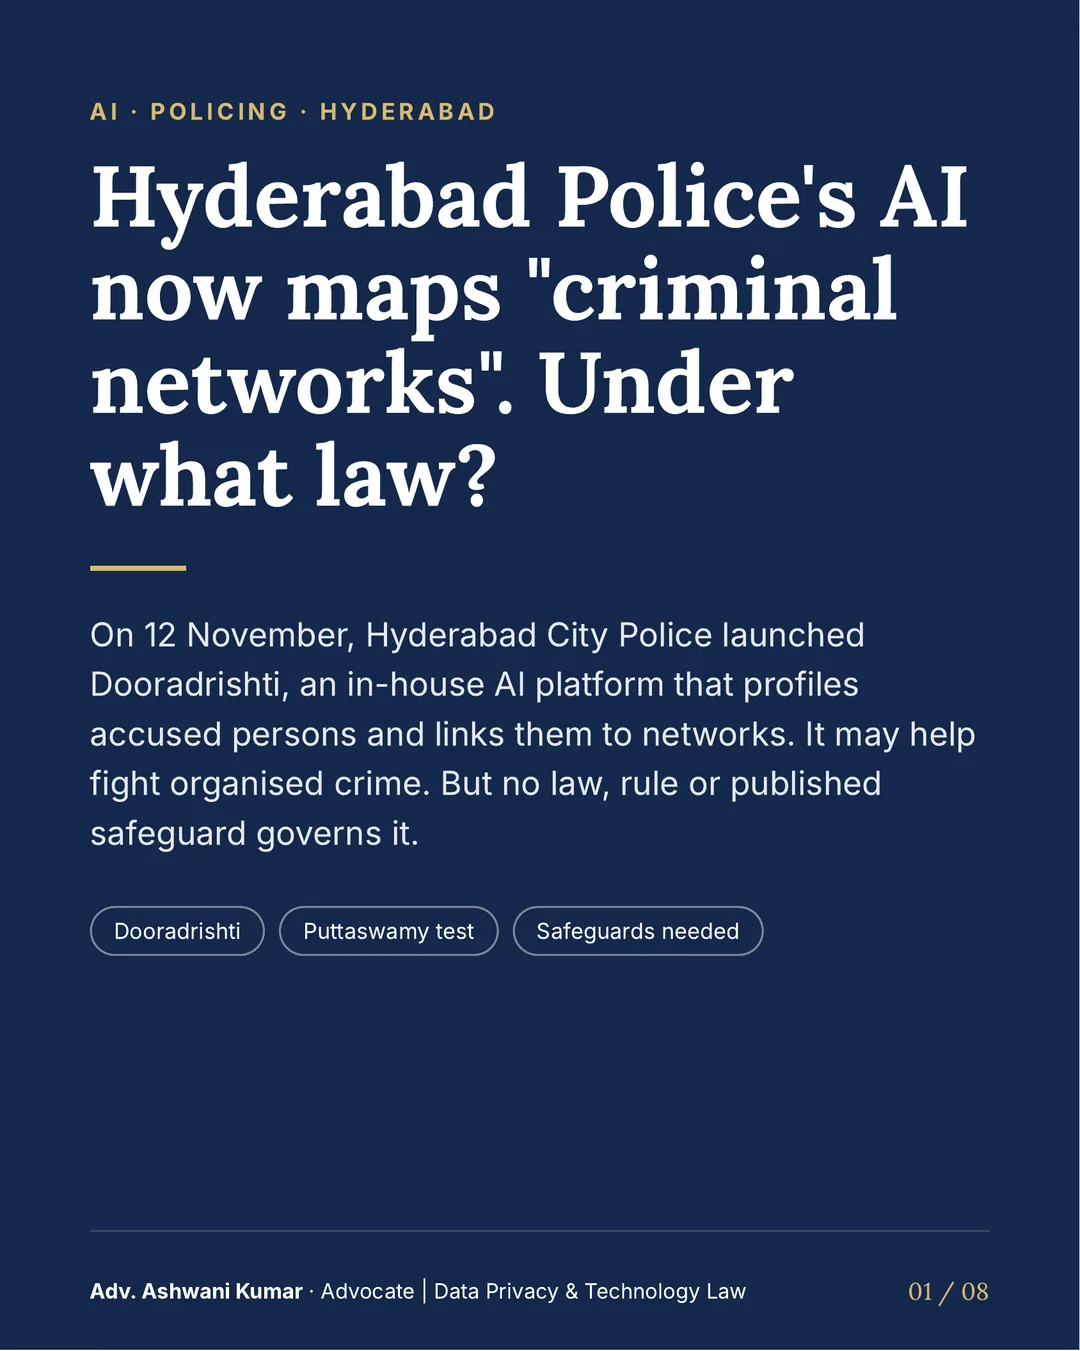 AI · POLICING · HYDERABAD
Hyderabad Police's AI
now maps "criminal
networks". Under
what law?
On 12 November, Hyderabad City Police launched
Dooradrishti, an in-house AI platform that profiles
accused persons and links them to networks. It may help
fight organised crime. But no law, rule or published
safeguard governs it.
Dooradrishti Puttaswamy test Safeguards needed
Adv. Ashwani Kumar · Advocate | Data Privacy & Technology Law 01 / 08